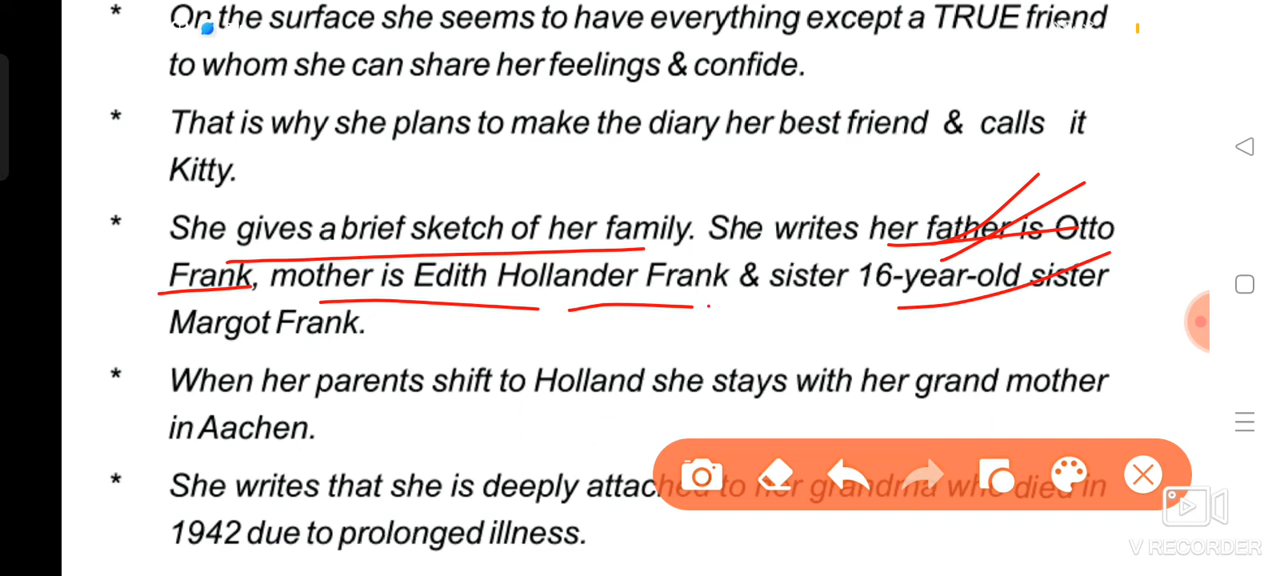 * On the surface she seems to have everything except a TRUE friend
to whom she can share her feelings & confide.
* That is why she plans to make the diary her best friend & calls it
Kitty.
* She gives a brief sketch of her family. She writes her father is Otto
Frank, mother is Edith Hollander Frank & sister 16-year-old sister
Margot Frank.
* When her parents shift to Holland she stays with her grand mother
in Aachen.
* She writes that she is deeply attached to her grandma who died in
1942 due to prolonged illness.
V RECORDER